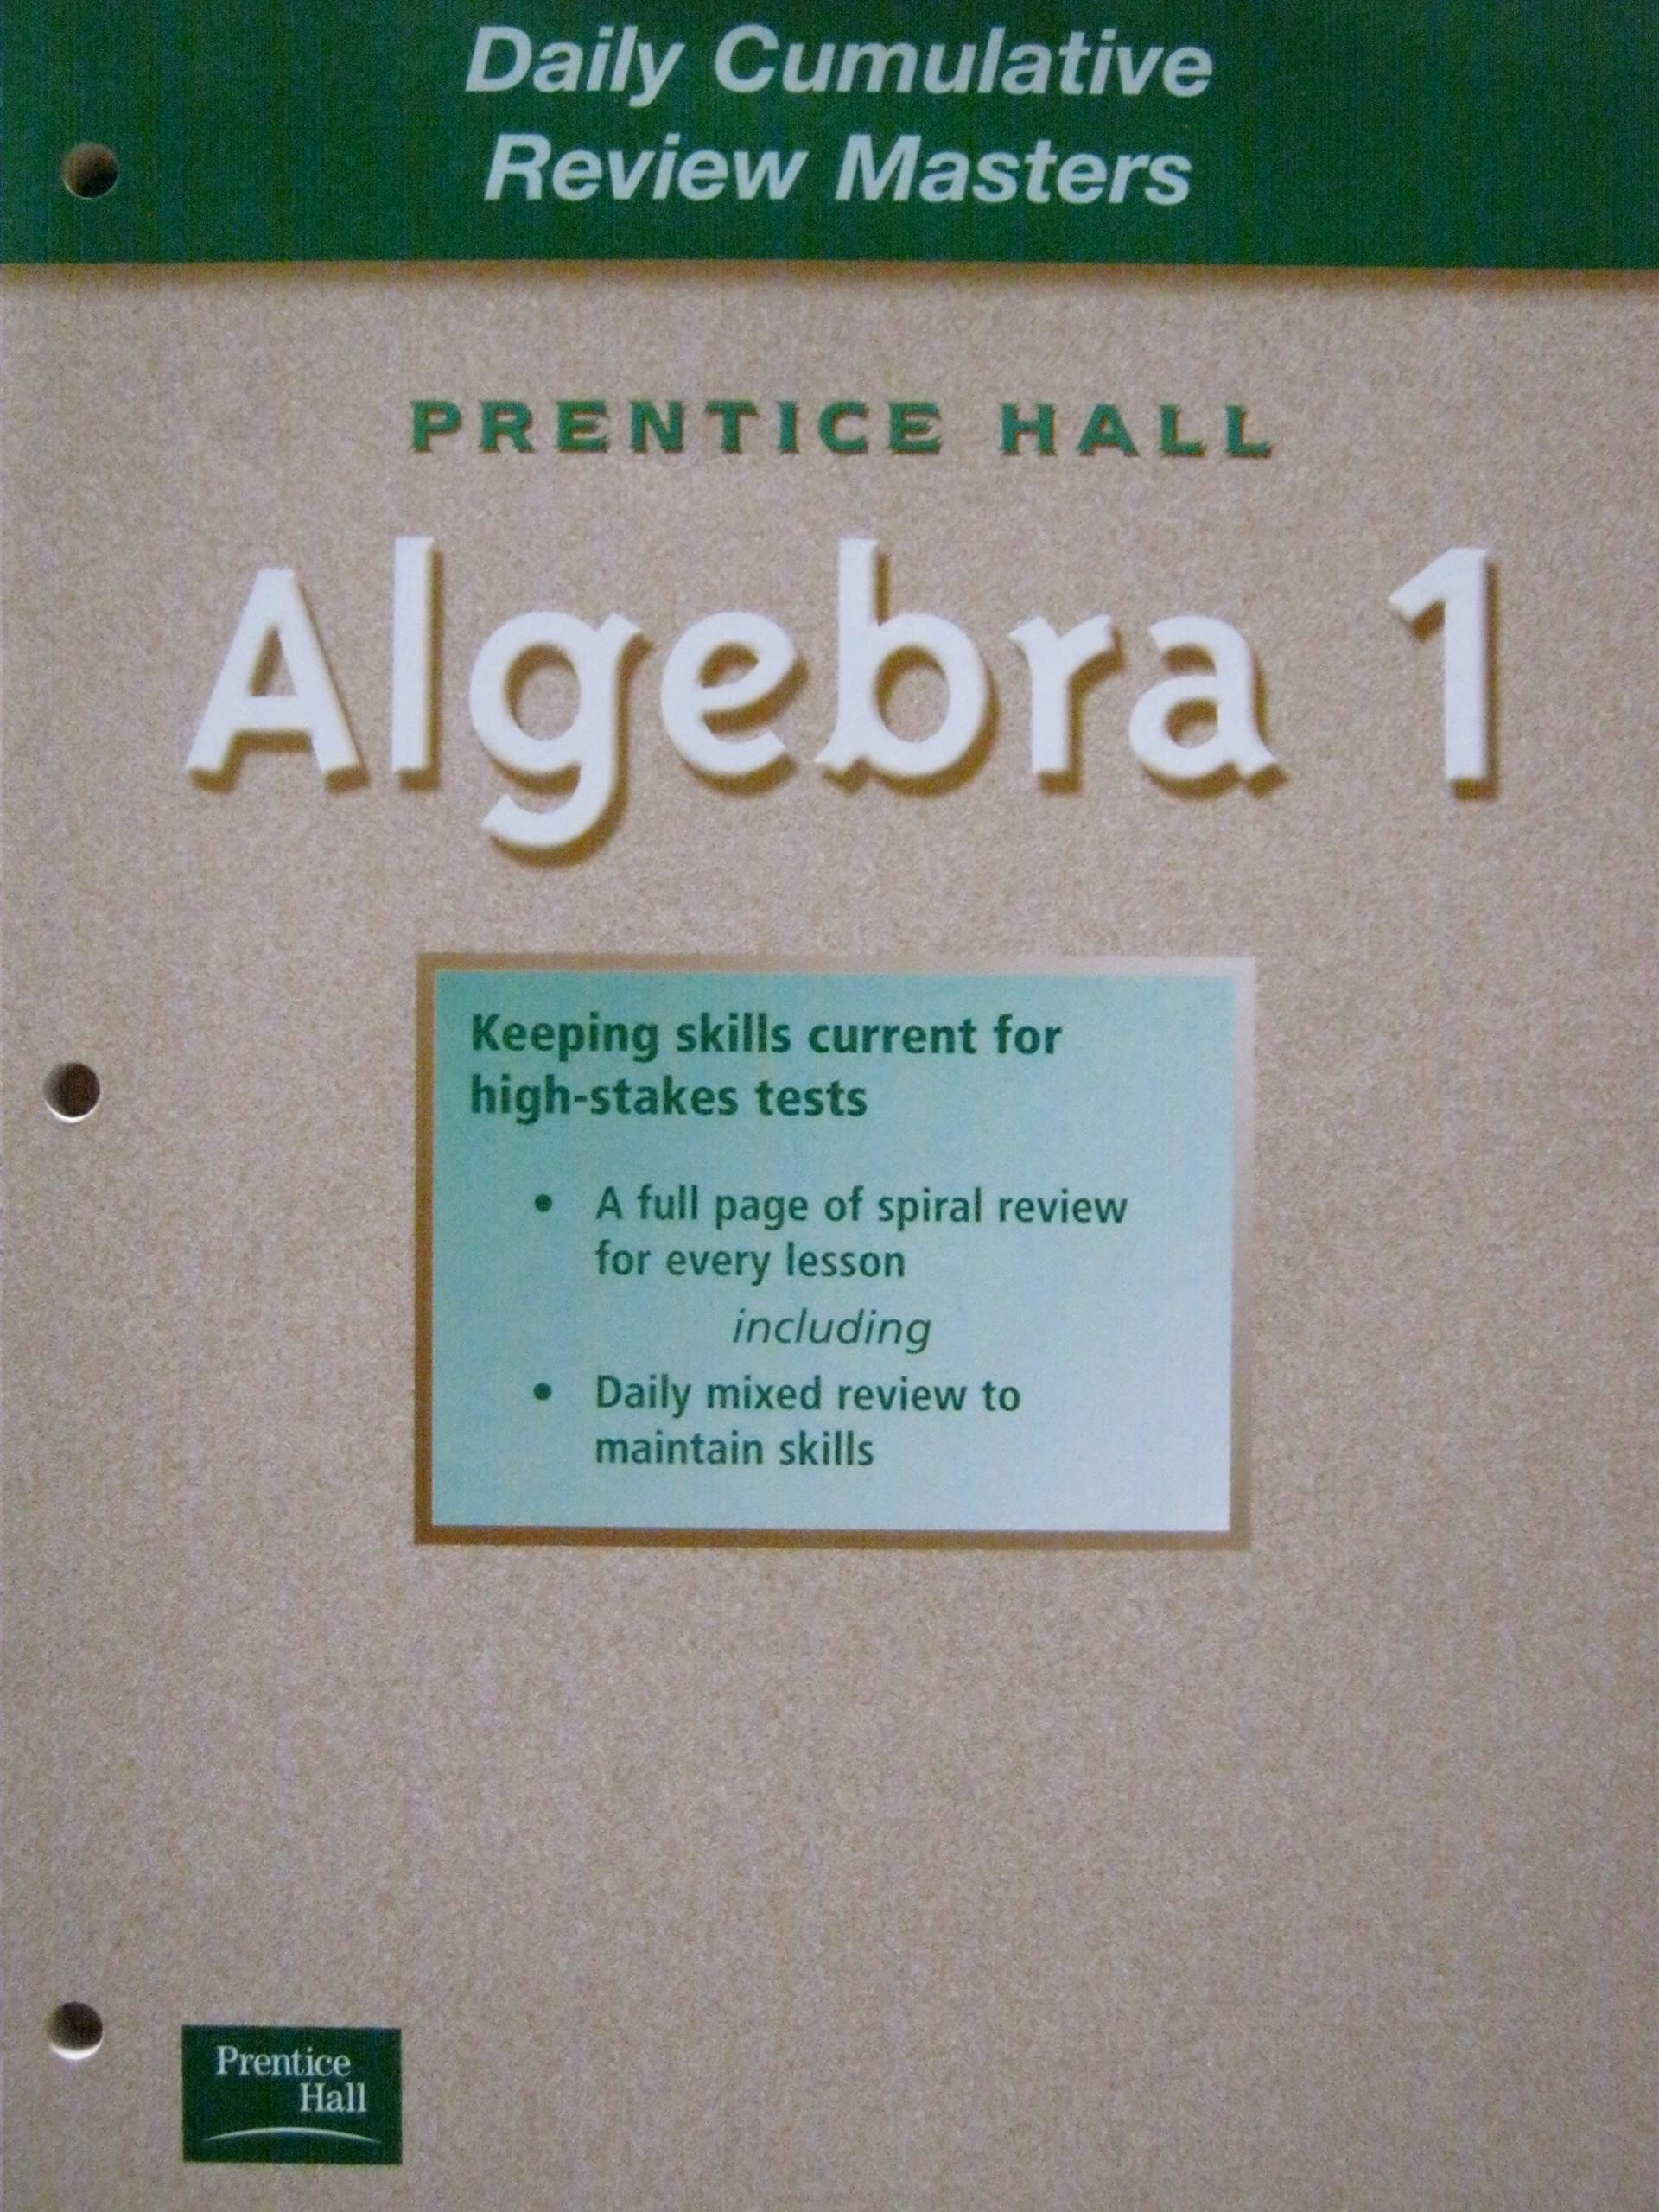 Daily Cumulative
Review Masters
PRENTICE HALL
Algebra 1
Keeping skills current for
high-stakes tests
• A full page of spiral review
for every lesson
including
• Daily mixed review to
maintain skills
Prentice
Hall